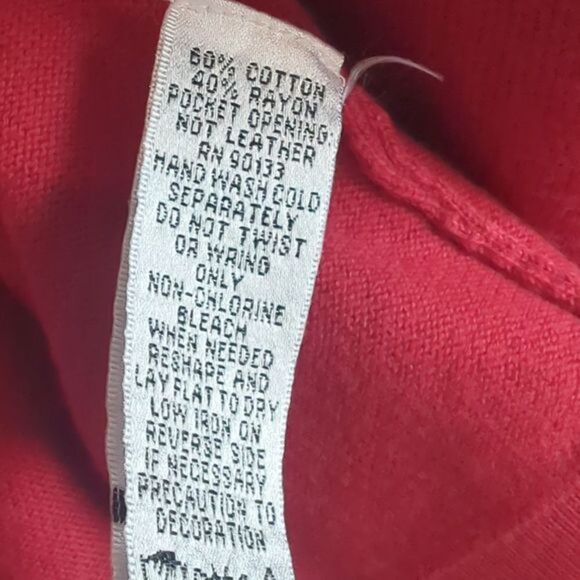 60% COTTON
40% RAYON
POCKET OPENING
NOT LEATHER
RN 90133
HAND WASH COLD
SEPARATELY
DO NOT TWIST
OR WRING
ONLY
NON-CHLORINE
BLEACH
WHEN NEEDED
RESHAPE AND
LAY FLAT TO DRY
LOW IRON ON
REVERSE SIDE
IF NECESSARY
PRECAUTION TO
DECORATION